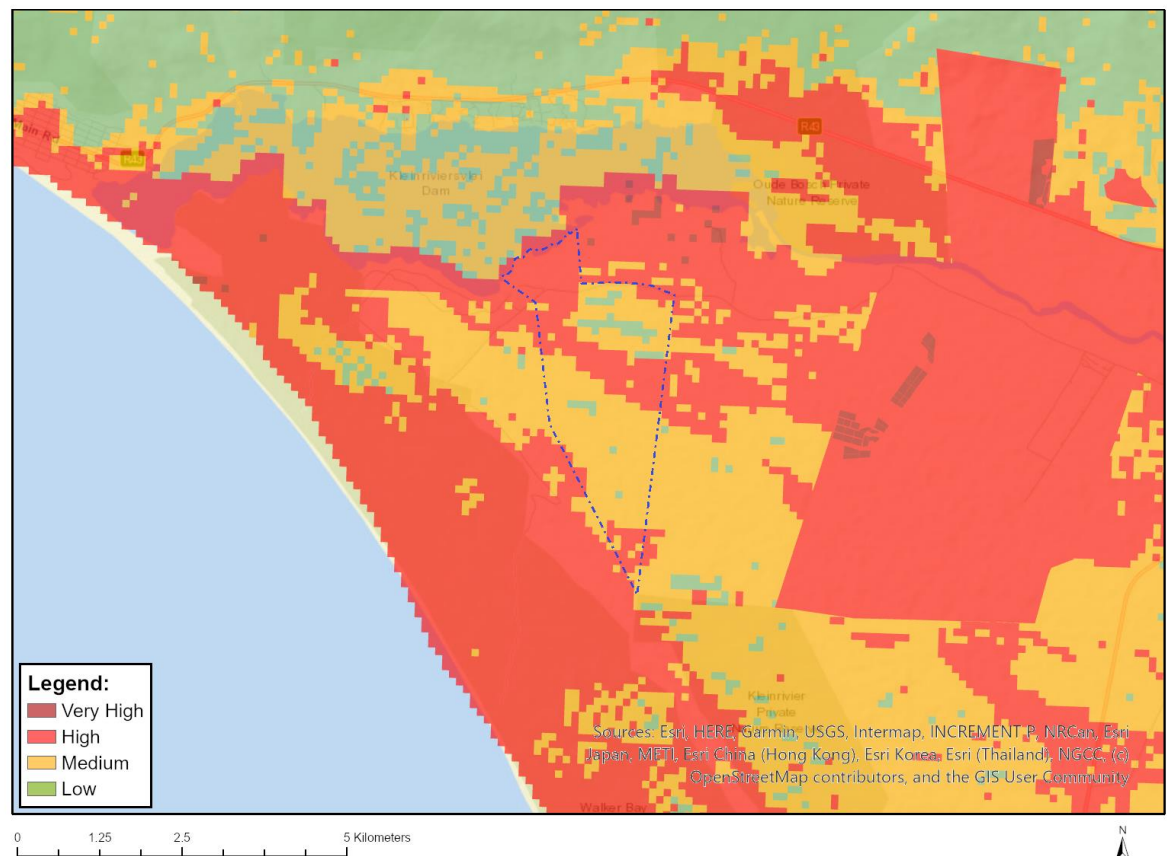 Main R
R43
R43
Kleinriviersvlei
Dam
Oude Bosch Private
Nature Reserve
Legend:
Very High
High
Medium
Low
Kleinrivier
Private
Sources: Esri, HERE, Garmin, USGS, Intermap, INCREMENT P, NRCan, Esri
Japan, METI, Esri China (Hong Kong), Esri Korea, Esri (Thailand), NGCC, (c)
OpenStreetMap contributors, and the GIS User Community
Walker Bay
0 1.25 2.5 5 Kilometers
N